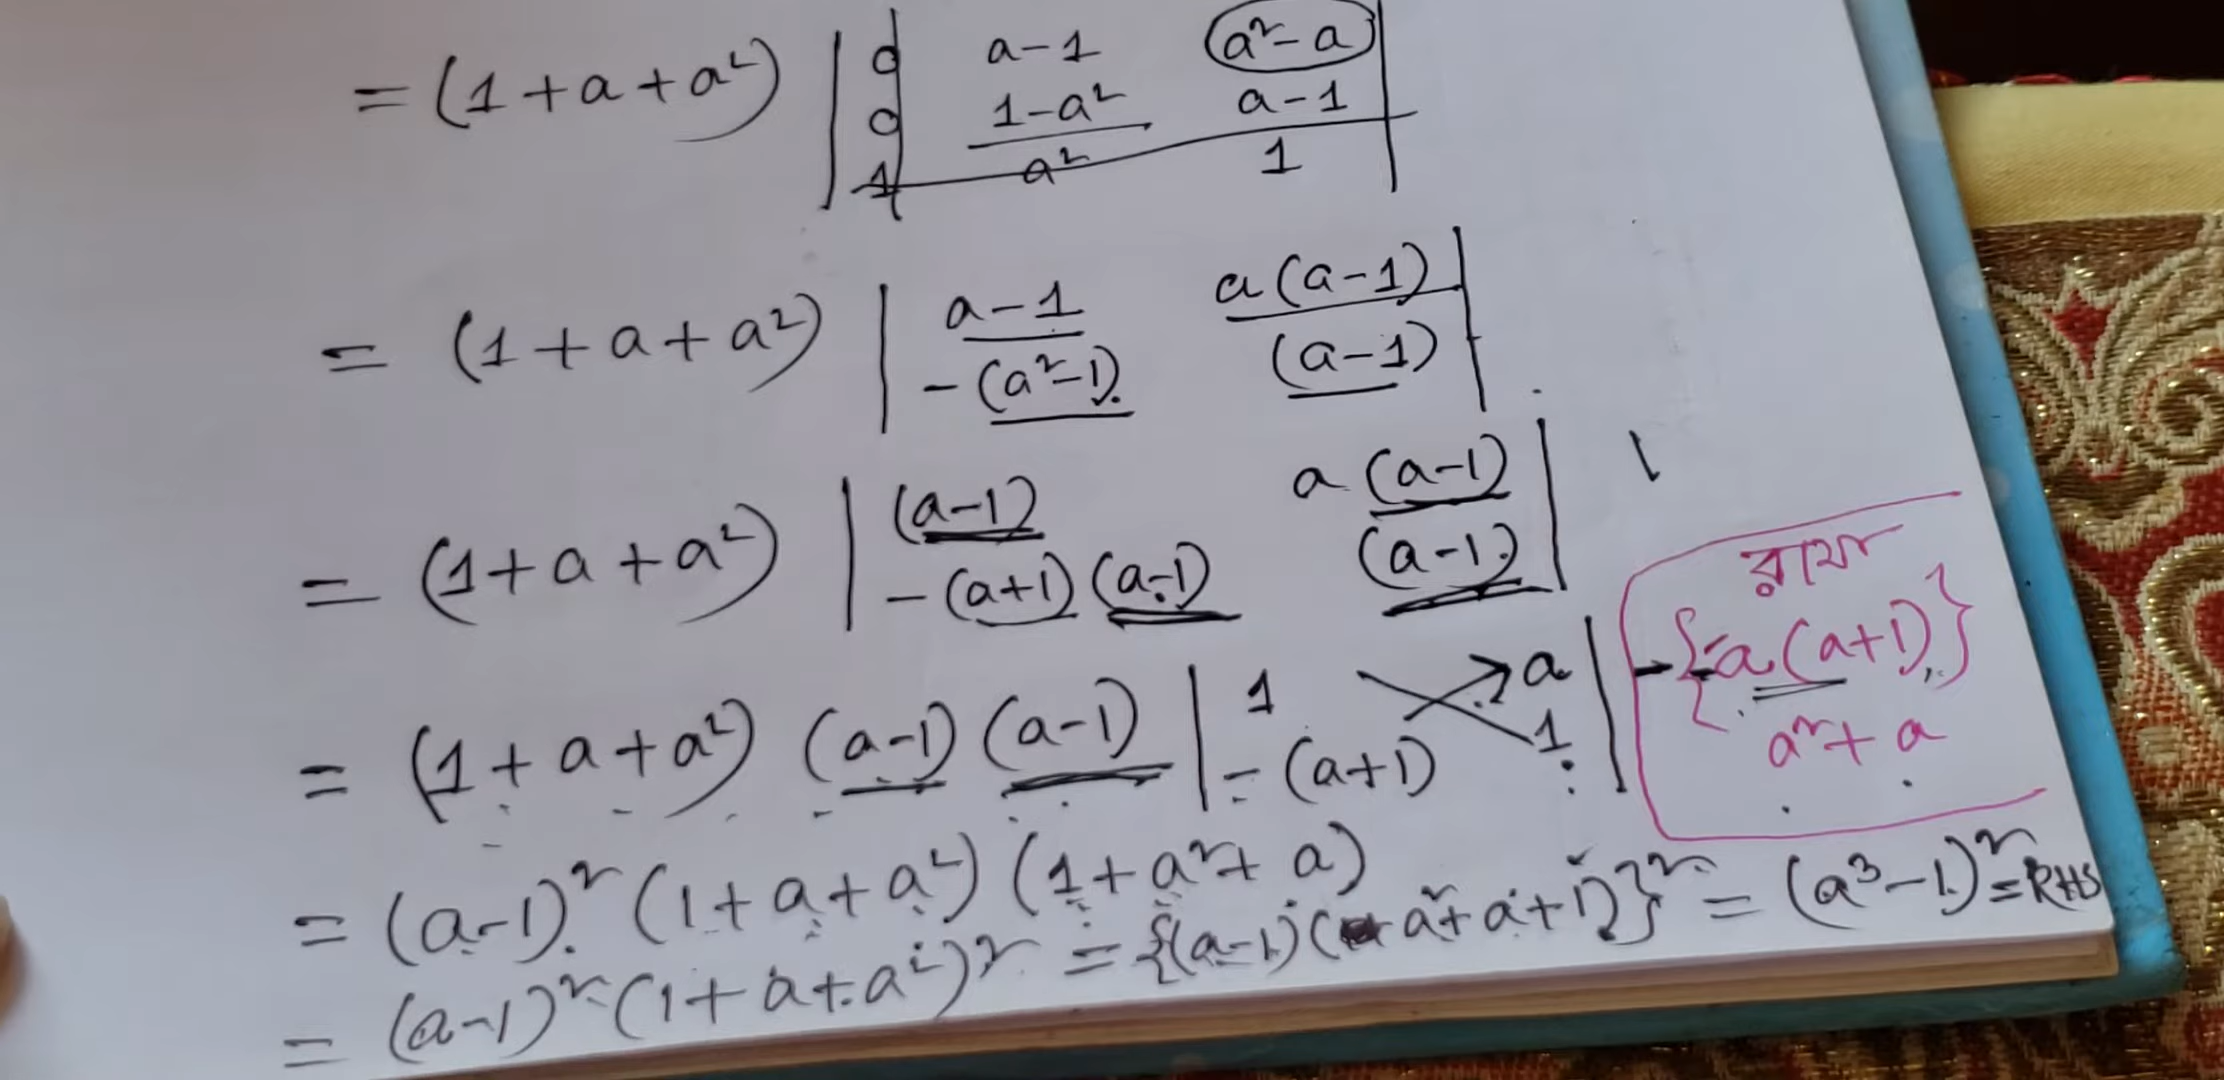 = (1 + a + a²) | 0 a-1 a²-a |
0 1-a² a-1
1 a² 1
= (1 + a + a²) | a-1 a(a-1) |
-(a²-1) (a-1)
= (1 + a + a²) | (a-1) a(a-1) |
-(a+1)(a-1) (a-1)
= (1 + a + a²) (a-1) (a-1) | 1 a |
-(a+1) 1
-{-a(a+1)}
a² + a
= (a-1)² (1 + a + a²) (1 + a² + a)
= (a-1)² (1 + a + a²)² = {(a-1)(a² + a + 1)}² = (a³-1)² = RHS